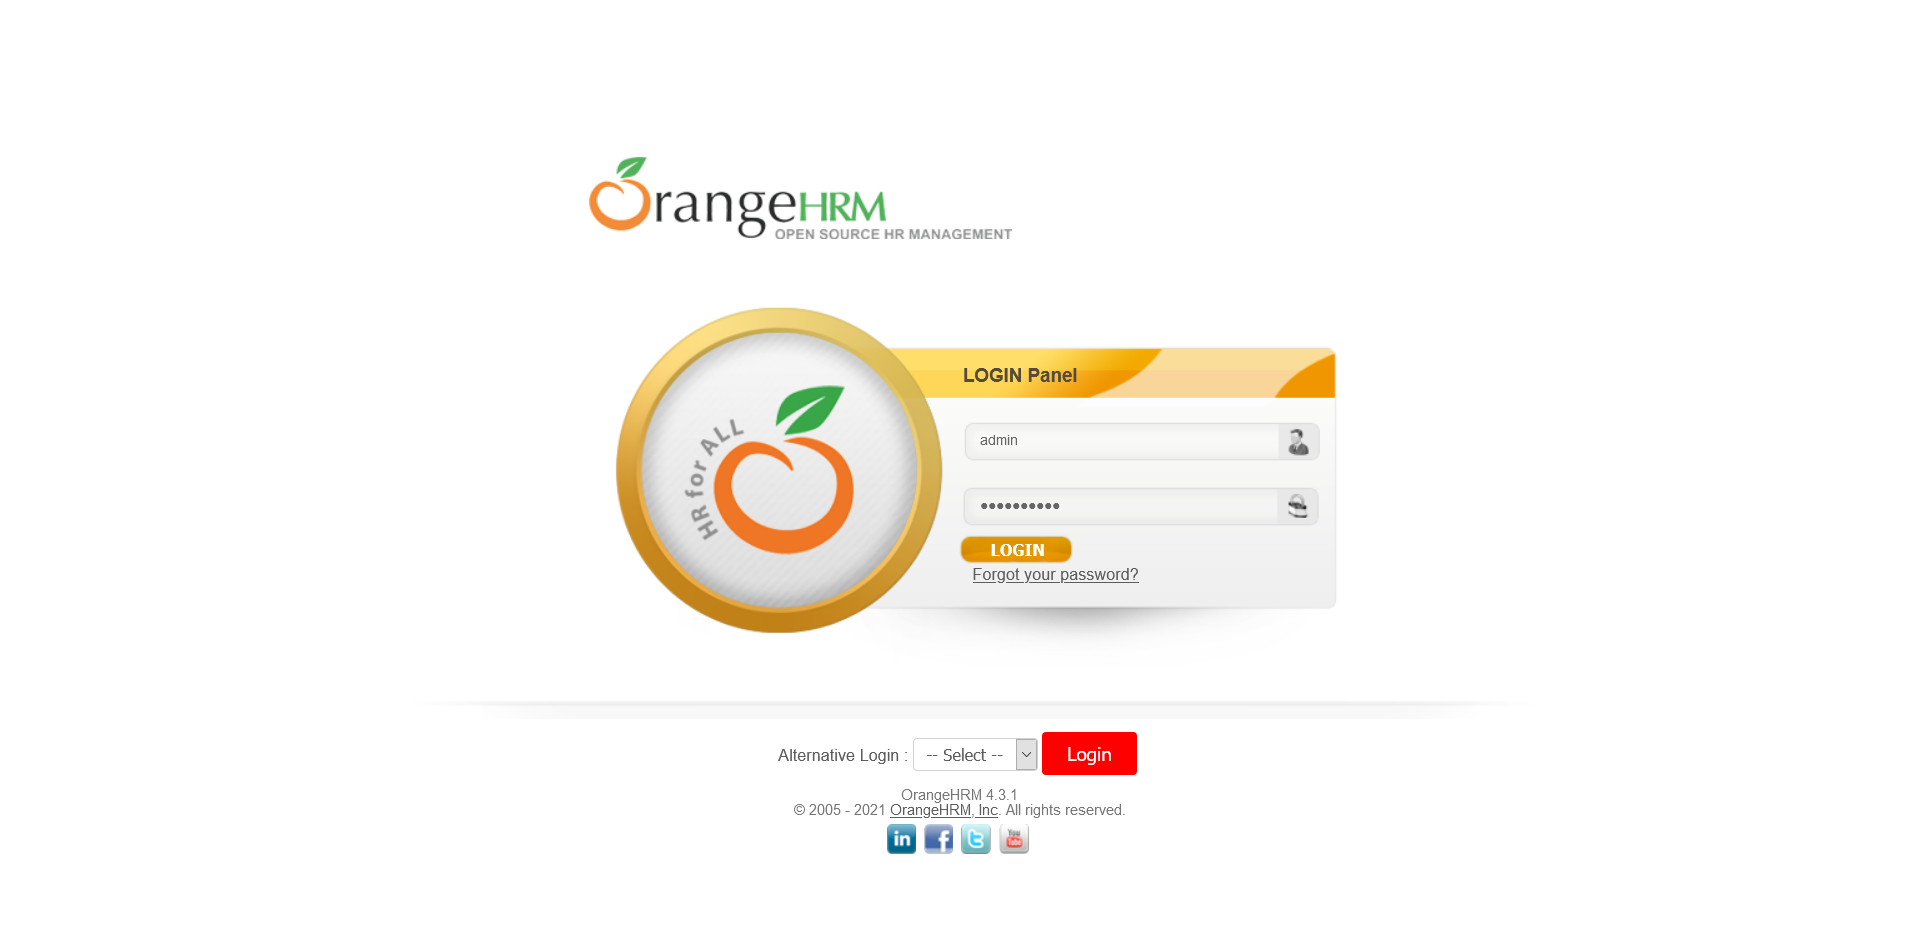 OrangeHRM
OPEN SOURCE HR MANAGEMENT
HR for ALL
LOGIN Panel
admin
••••••••••
LOGIN
Forgot your password?
Alternative Login : -- Select -- Login
OrangeHRM 4.3.1
© 2005 - 2021 OrangeHRM, Inc. All rights reserved.
in f t You Tube